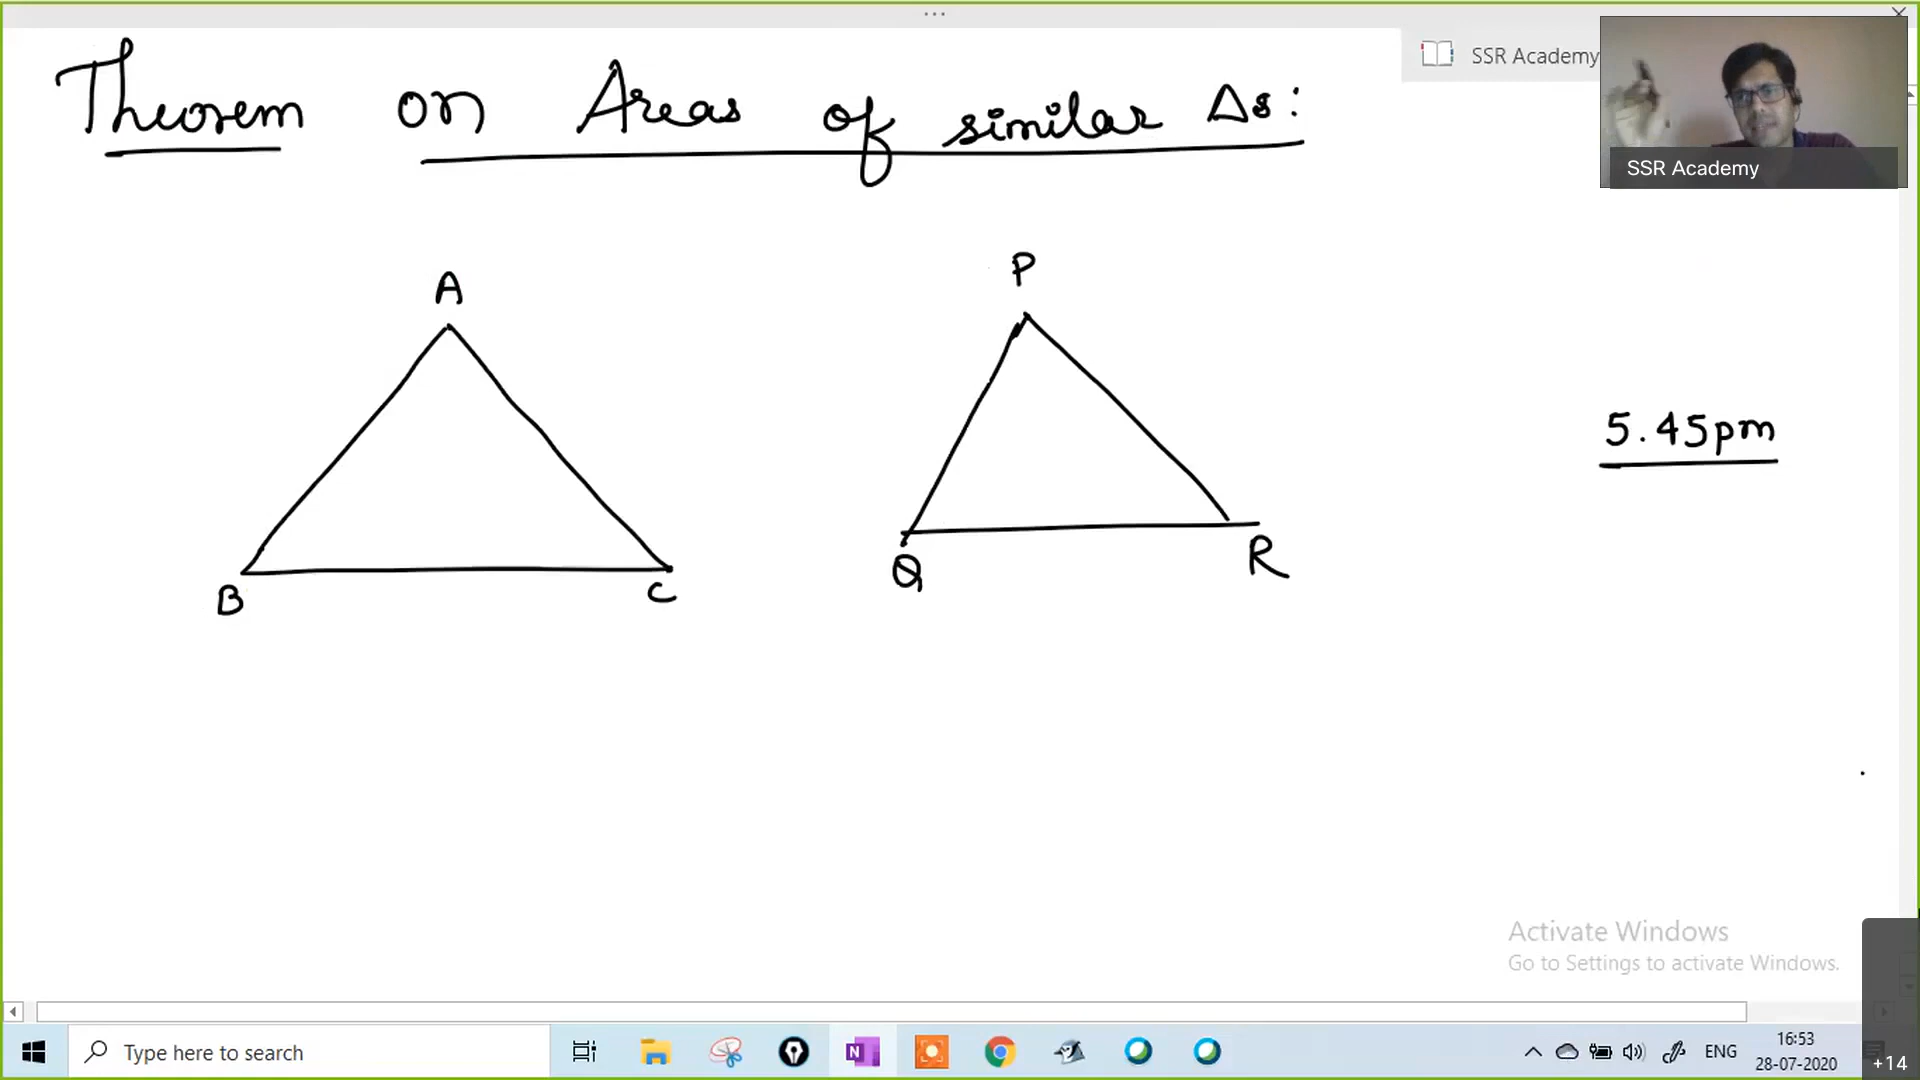 ...
SSR Academy
Theorem on Areas of similar Δs:
SSR Academy
A
P
5.45pm
B
C
Q
R
Activate Windows
Go to Settings to activate Windows.
Type here to search
N
ENG
16:53
28-07-2020
+14